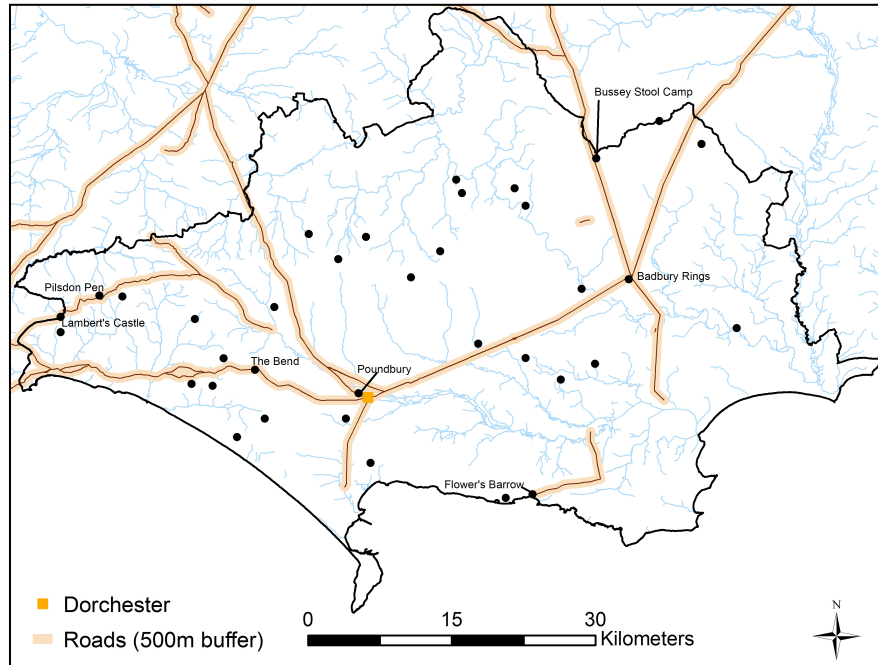 Bussey Stool Camp
Badbury Rings
Pilsdon Pen
Lambert's Castle
The Bend
Poundbury
Flower's Barrow
Dorchester
Roads (500m buffer)
0 15 30
Kilometers
N